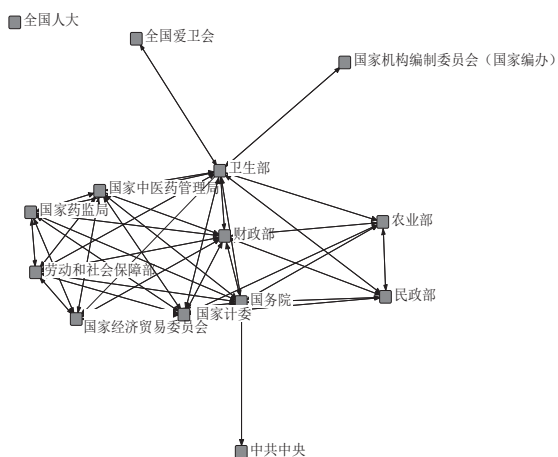 全国人大
全国爱卫会
国家机构编制委员会（国家编办）
卫生部
国家中医药管理局
国家药监局
农业部
财政部
劳动和社会保障部
民政部
国务院
国家计委
国家经济贸易委员会
中共中央